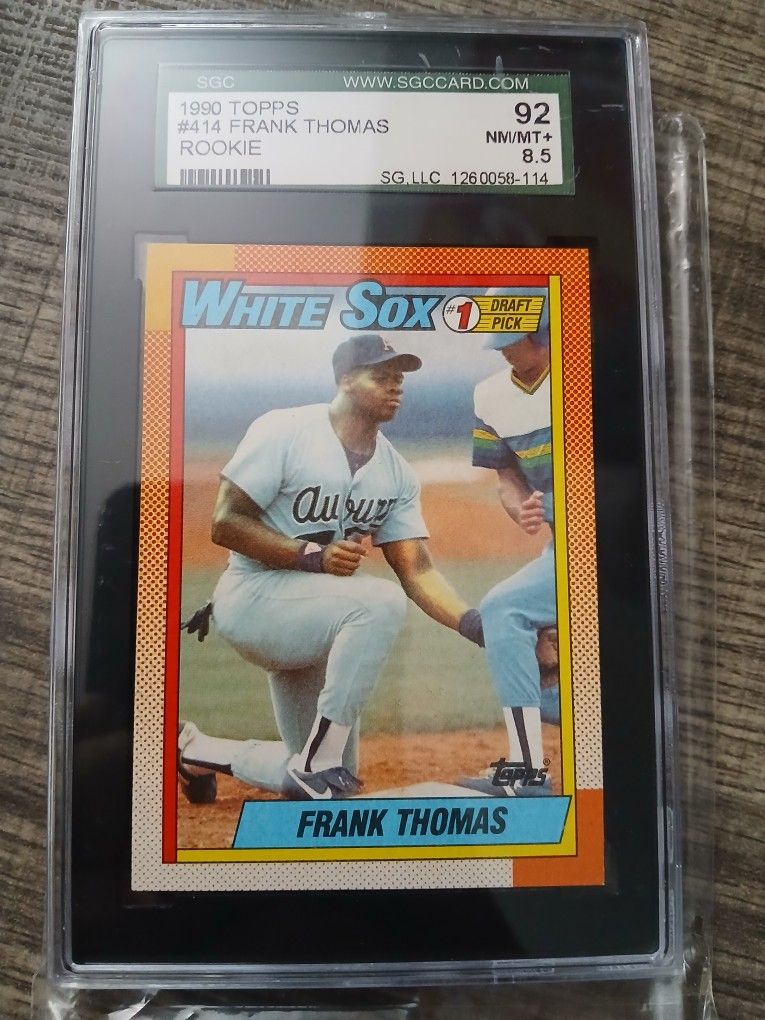 SGC WWW.SGCCARD.COM
1990 TOPPS 92
#414 FRANK THOMAS NM/MT+
ROOKIE 8.5
SG,LLC 1260058-114
WHITE SOX #1 DRAFT PICK
Auburn
TOPPS®
FRANK THOMAS